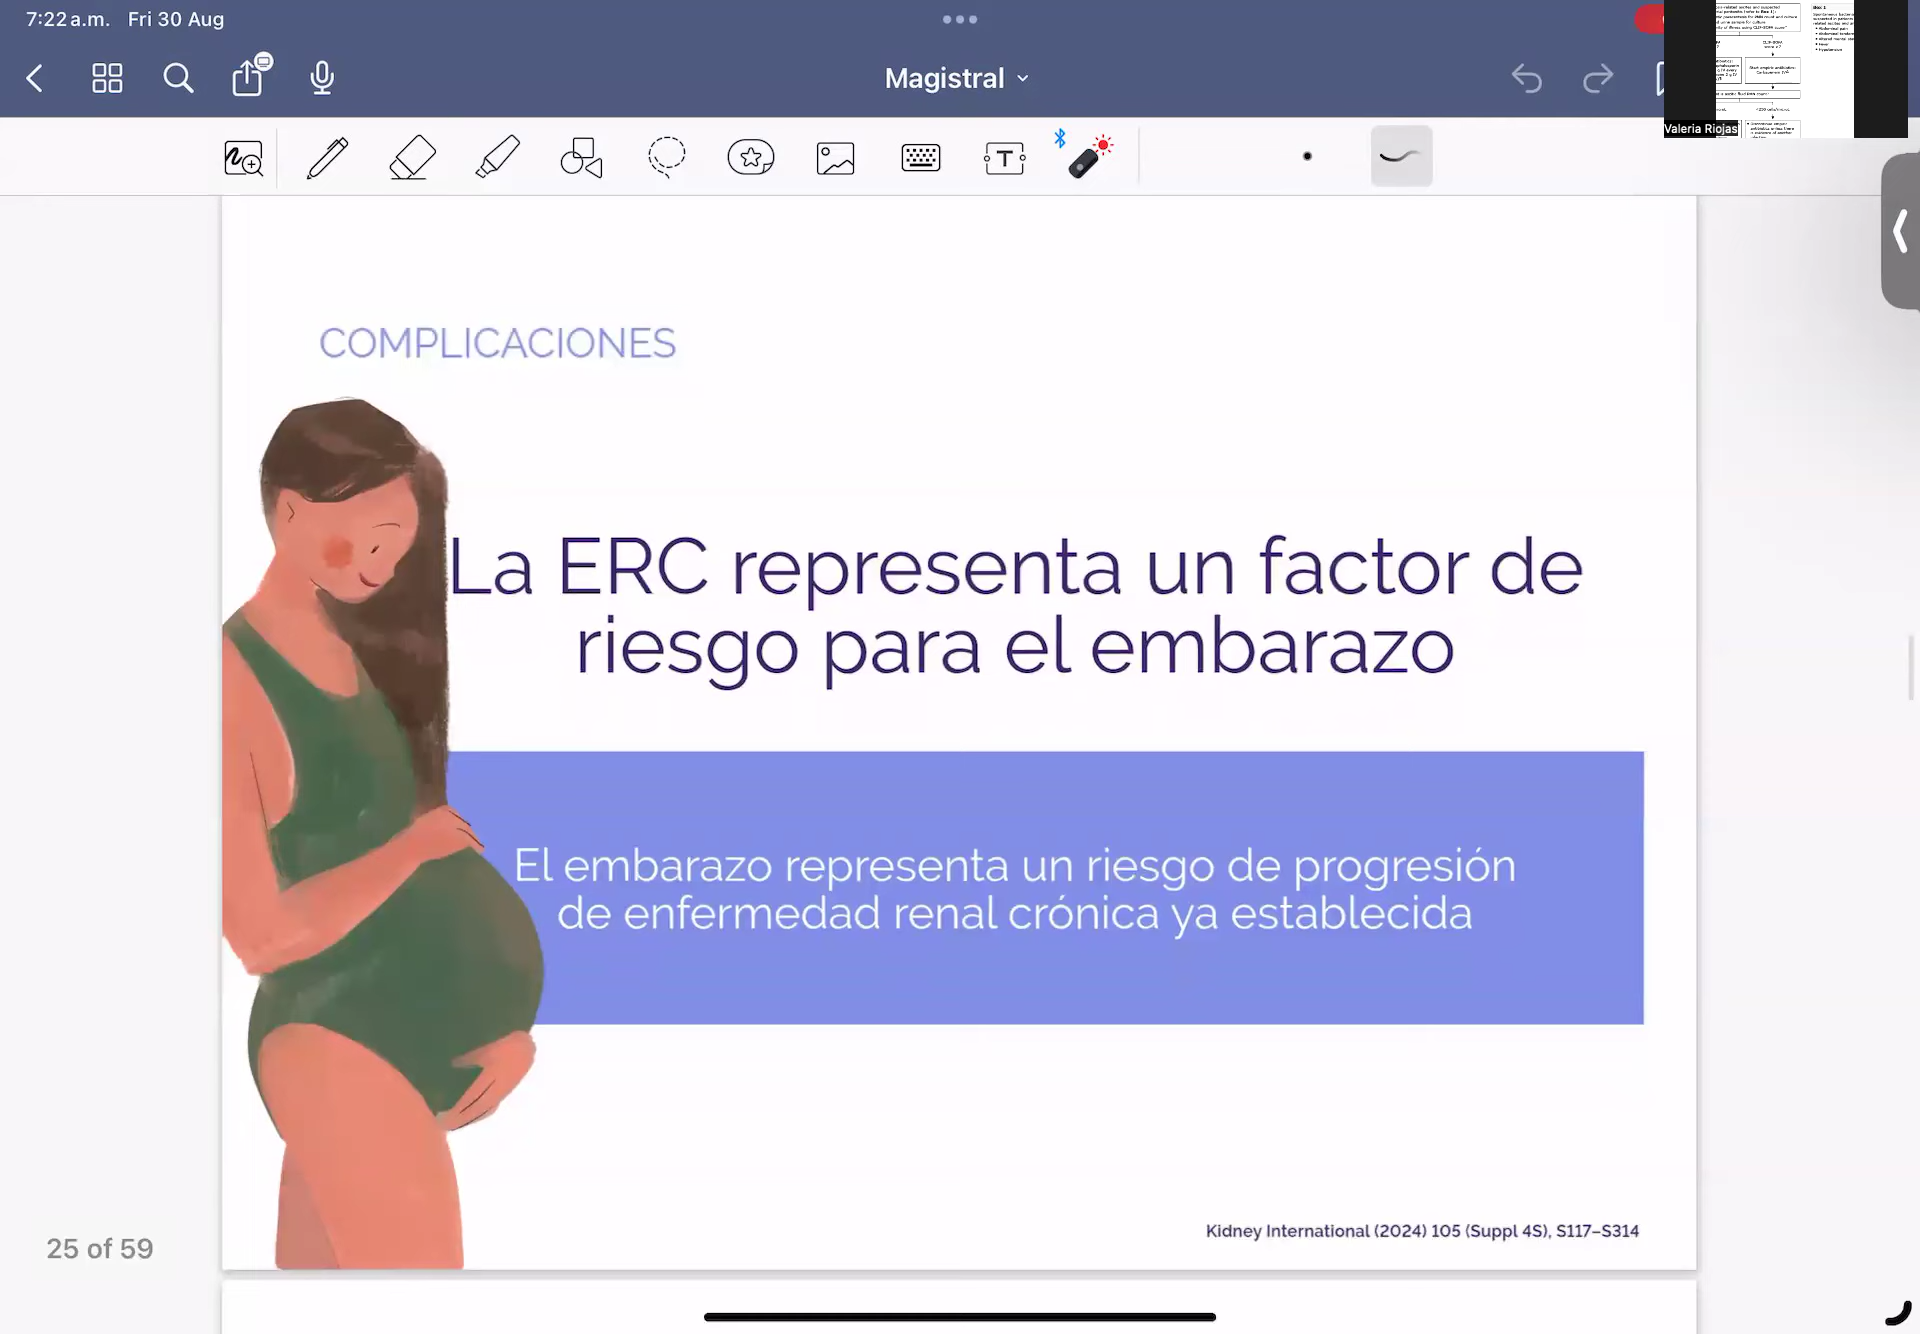 7:22 a.m. Fri 30 Aug
Magistral
Valeria Riojas
T
COMPLICACIONES
La ERC representa un factor de
riesgo para el embarazo
El embarazo representa un riesgo de progresión
de enfermedad renal crónica ya establecida
Kidney International (2024) 105 (Suppl 4S), S117–S314
25 of 59